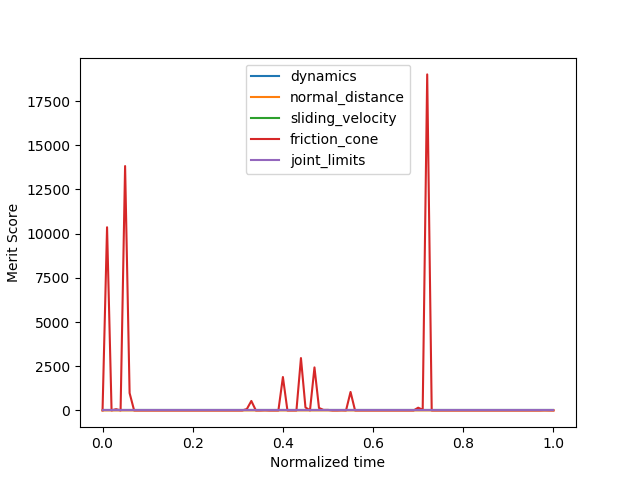 dynamics
normal_distance
sliding_velocity
friction_cone
joint_limits
17500
15000
12500
10000
7500
5000
2500
0
Merit Score
0.0 0.2 0.4 0.6 0.8 1.0
Normalized time